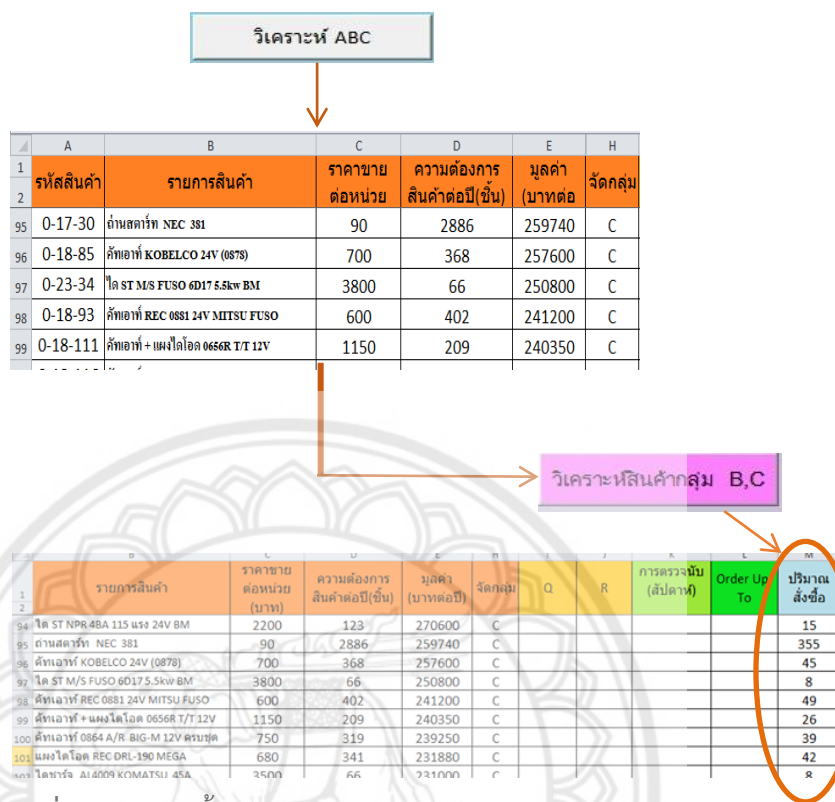 วิเคราะห์ ABC
A B C D E H
1 2 รหัสสินค้า รายการสินค้า ราคาขาย ต่อหน่วย ความต้องการ สินค้าต่อปี(ชิ้น) มูลค่า (บาทต่อ จัดกลุ่ม
95 0-17-30 ถ่านสตาร์ท NEC 381 90 2886 259740 C
96 0-18-85 คัทเอาท์ KOBELCO 24V (0878) 700 368 257600 C
97 0-23-34 ได ST M/S FUSO 6D17 5.5kw BM 3800 66 250800 C
98 0-18-93 คัทเอาท์ REC 0881 24V MITSU FUSO 600 402 241200 C
99 0-18-111 คัทเอาท์ + แผงไดโอด 0656R T/T 12V 1150 209 240350 C
วิเคราะห์สินค้ากลุ่ม B,C
1 2 รายการสินค้า ราคาขาย ต่อหน่วย (บาท) ความต้องการ สินค้าต่อปี(ชิ้น) มูลค่า (บาทต่อปี) จัดกลุ่ม Q R การตรวจนับ (สัปดาห์) Order Up To ปริมาณ สั่งซื้อ
94 ได ST NPR 4BA 115 แรง 24V BM 2200 123 270600 C 15
95 ถ่านสตาร์ท NEC 381 90 2886 259740 C 355
96 คัทเอาท์ KOBELCO 24V (0878) 700 368 257600 C 45
97 ได ST M/S FUSO 6D17 5.5kw BM 3800 66 250800 C 8
98 คัทเอาท์ REC 0881 24V MITSU FUSO 600 402 241200 C 49
99 คัทเอาท์ + แผงไดโอด 0656R T/T 12V 1150 209 240350 C 26
100 คัทเอาท์ 0864 A/R BIG-M 12V ครบชุด 750 319 239250 C 39
101 แผงไดโอด REC DRL-190 MEGA 680 341 231880 C 42
ไดชาร์จ AL4009 KOMATSU 45A 3500 66 231000 C 8